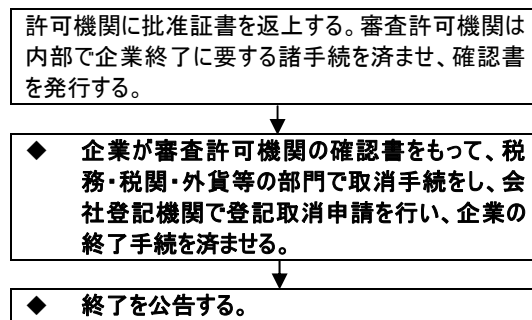 許可機関に批准証書を返上する。審査許可機関は
内部で企業終了に要する諸手続を済ませ、確認書
を発行する。
◆ 企業が審査許可機関の確認書をもって、税
務・税関・外貨等の部門で取消手続をし、会
社登記機関で登記取消申請を行い、企業の
終了手続を済ませる。
◆ 終了を公告する。